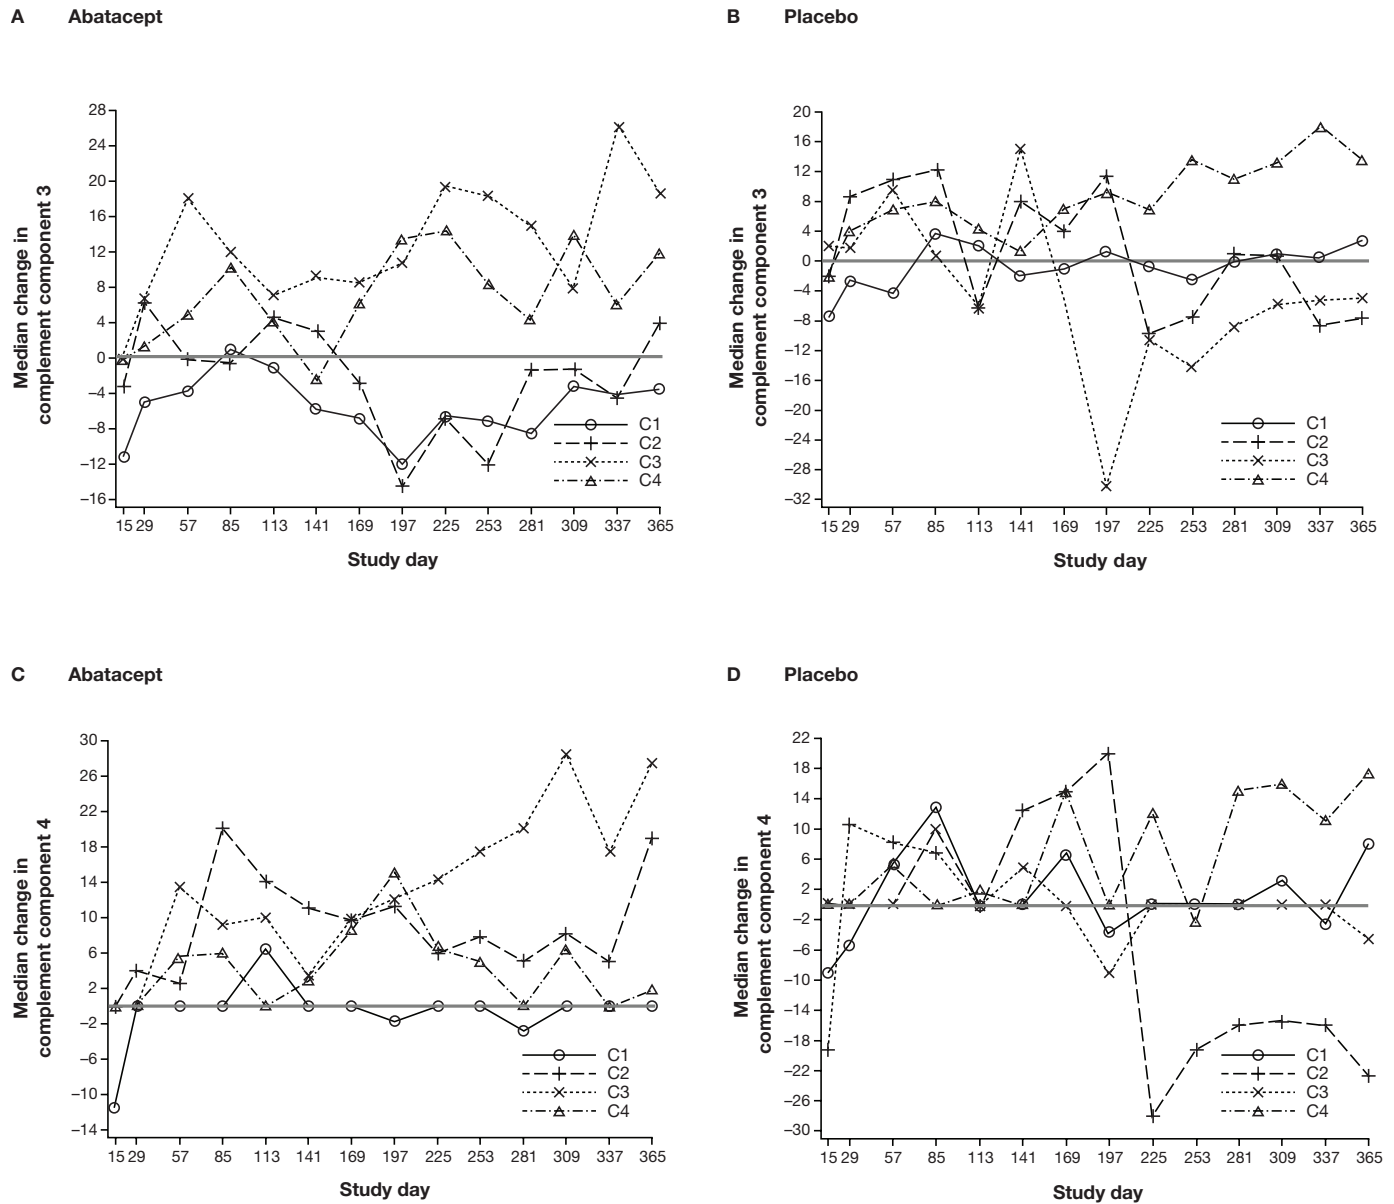 A Abatacept
Median change in
complement component 3
28
24
20
16
12
8
4
0
−4
−8
−12
−16
C1
C2
C3
C4
15 29 57 85 113 141 169 197 225 253 281 309 337 365
Study day
B Placebo
Median change in
complement component 3
20
16
12
8
4
0
−4
−8
−12
−16
−20
−24
−28
−32
C1
C2
C3
C4
15 29 57 85 113 141 169 197 225 253 281 309 337 365
Study day
C Abatacept
Median change in
complement component 4
30
26
22
18
14
10
6
2
−2
−6
−10
−14
C1
C2
C3
C4
15 29 57 85 113 141 169 197 225 253 281 309 337 365
Study day
D Placebo
Median change in
complement component 4
22
18
14
10
6
2
−2
−6
−10
−14
−18
−22
−26
−30
C1
C2
C3
C4
15 29 57 85 113 141 169 197 225 253 281 309 337 365
Study day